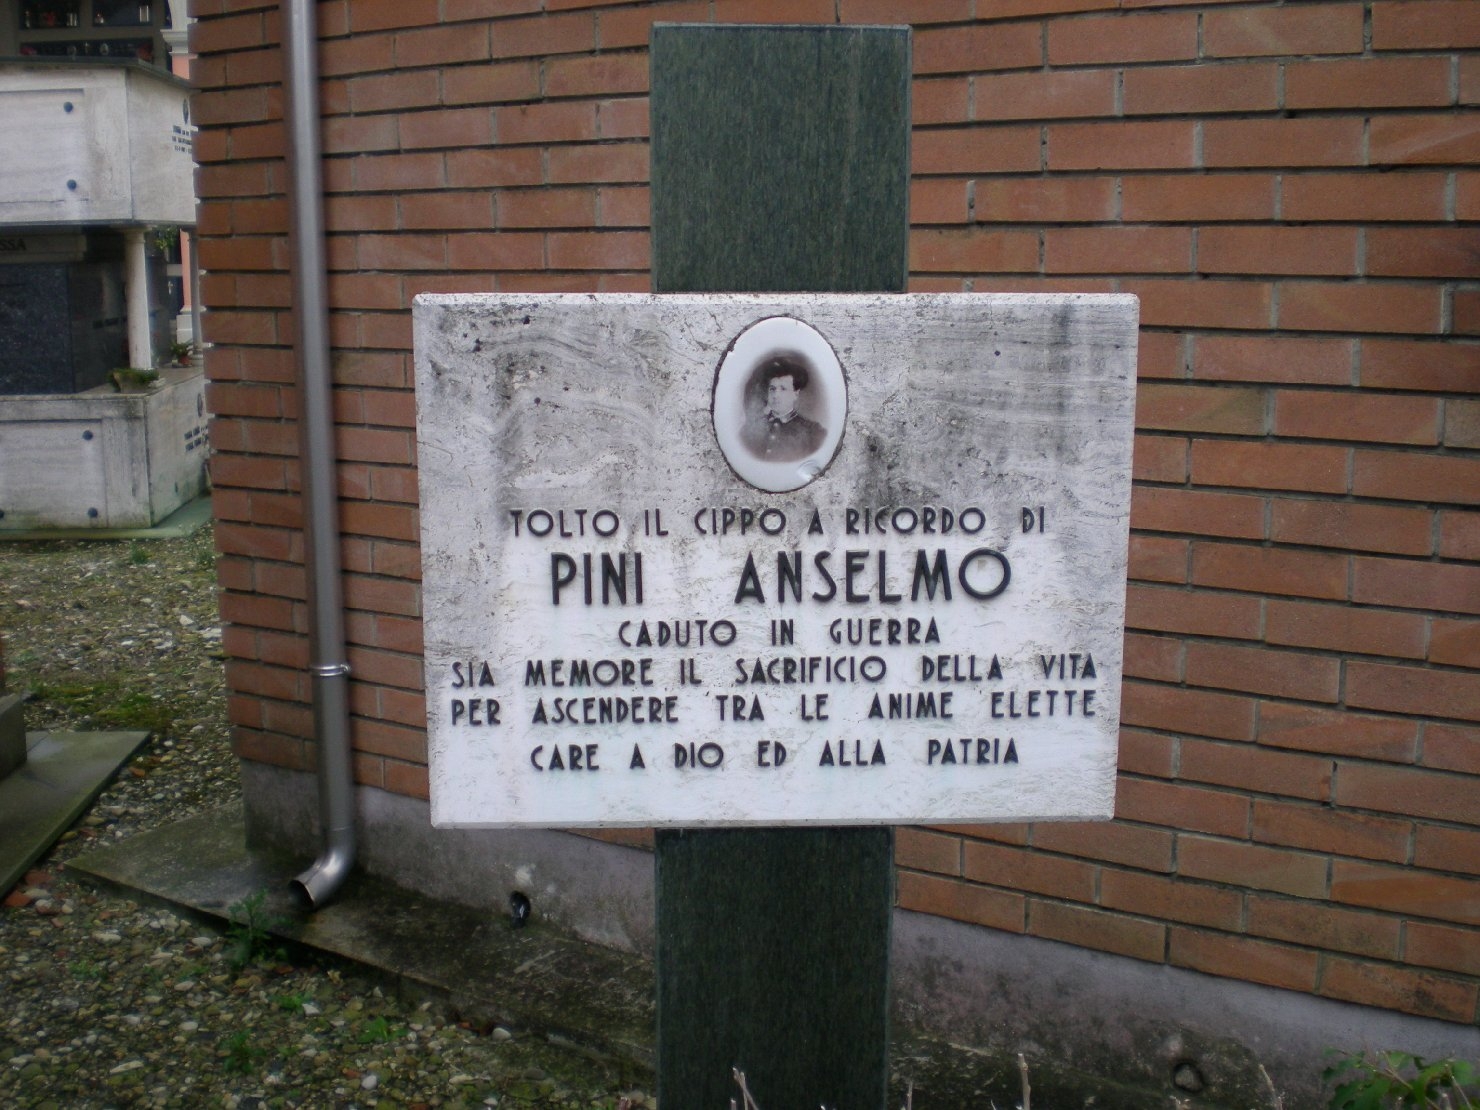 TOLTO IL CIPPO A RICORDO DI
PINI ANSELMO
CADUTO IN GUERRA
SIA MEMORE IL SACRIFICIO DELLA VITA
PER ASCENDERE TRA LE ANIME ELETTE
CARE A DIO ED ALLA PATRIA